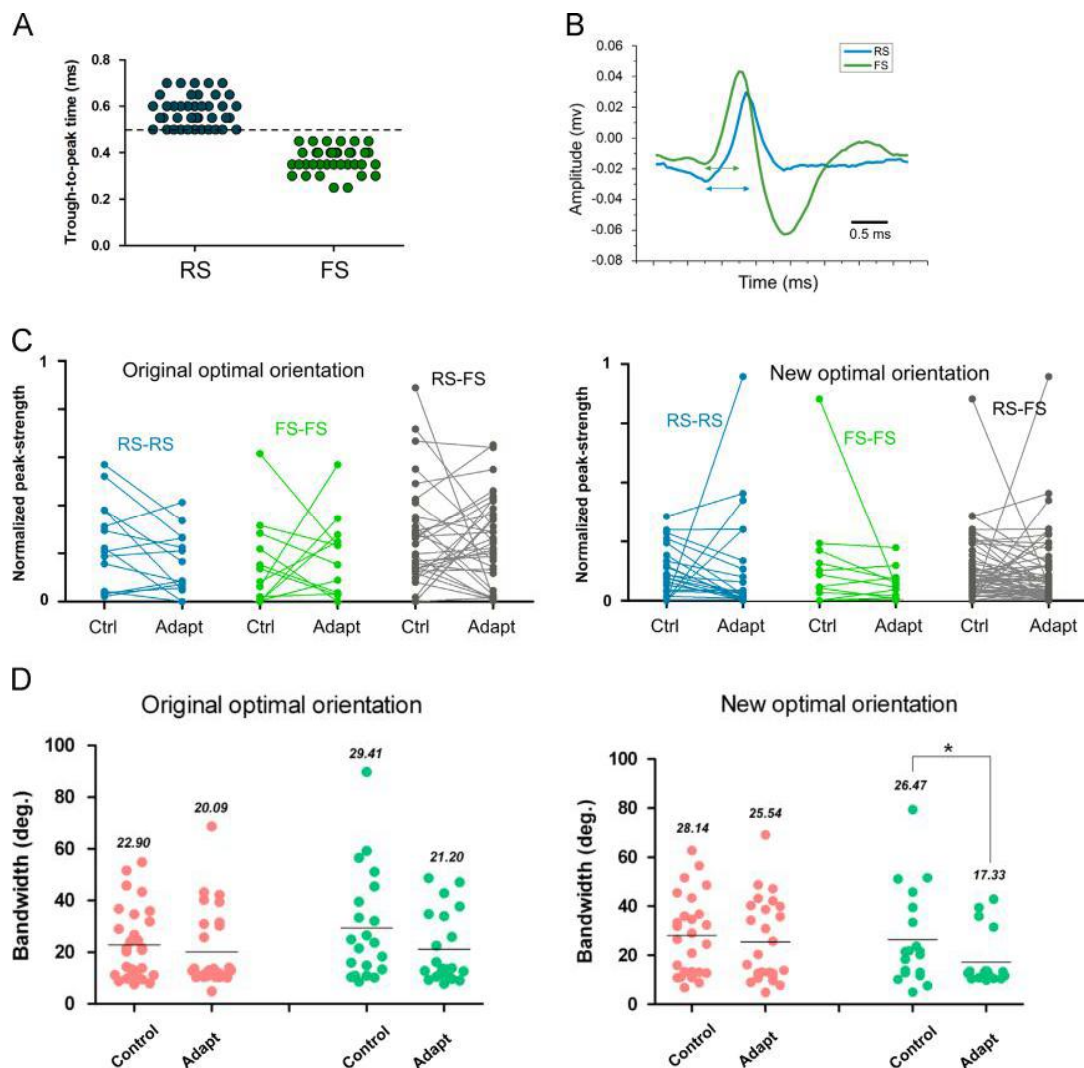 A
Trough-to-peak time (ms)
0.8
0.6
0.4
0.2
0.0
RS
FS
B
Amplitude (mv)
0.06
0.04
0.02
0.00
-0.02
-0.04
-0.06
-0.08
RS
FS
0.5 ms
Time (ms)
C
Original optimal orientation
Normalized peak-strength
1
0
RS-RS
FS-FS
RS-FS
Ctrl
Adapt
Ctrl
Adapt
Ctrl
Adapt
New optimal orientation
Normalized peak-strength
1
0
RS-RS
FS-FS
RS-FS
Ctrl
Adapt
Ctrl
Adapt
Ctrl
Adapt
D
Original optimal orientation
Bandwidth (deg.)
100
80
60
40
20
0
22.90
20.09
29.41
21.20
Control
Adapt
Control
Adapt
New optimal orientation
Bandwidth (deg.)
100
80
60
40
20
0
28.14
25.54
26.47
*
17.33
Control
Adapt
Control
Adapt